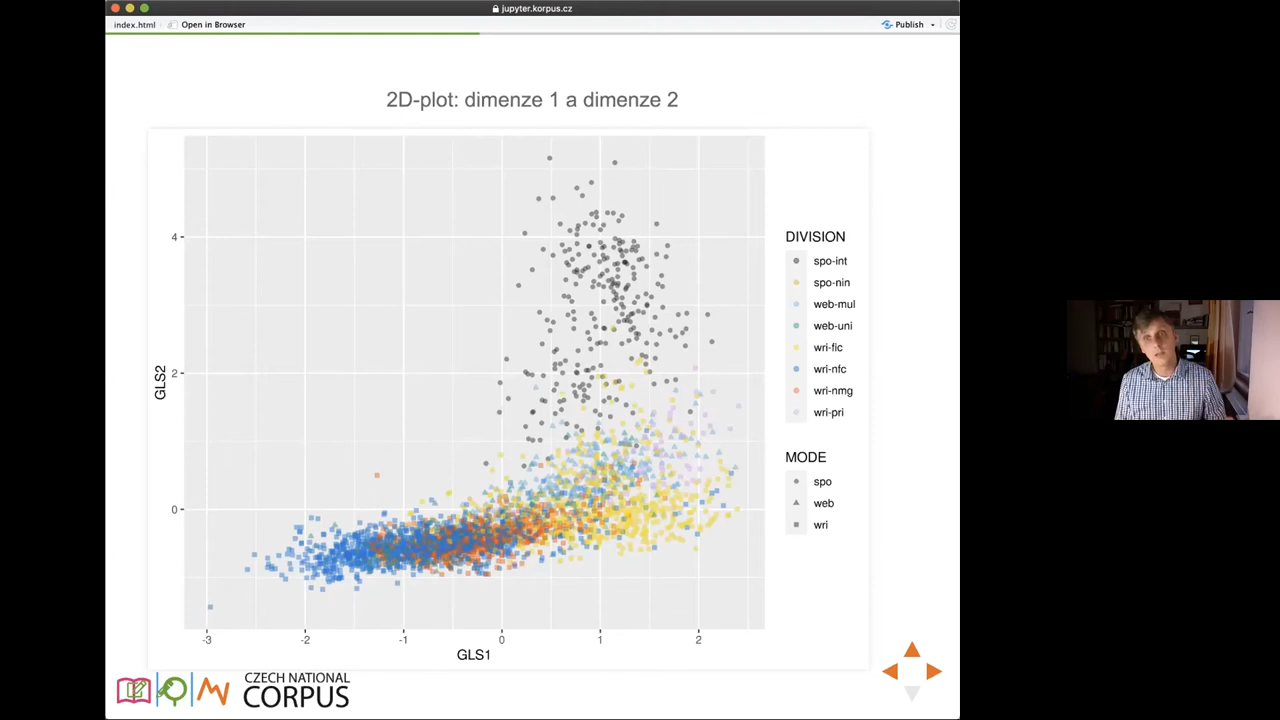 jupyter.korpus.cz
index.html
Open in Browser
Publish
2D-plot: dimenze 1 a dimenze 2
GLS2
4
2
0
-3
-2
-1
0
1
2
GLS1
DIVISION
spo-int
spo-nin
web-mul
web-uni
wri-fic
wri-nfc
wri-nmg
wri-pri
MODE
spo
web
wri
CZECH NATIONAL
CORPUS